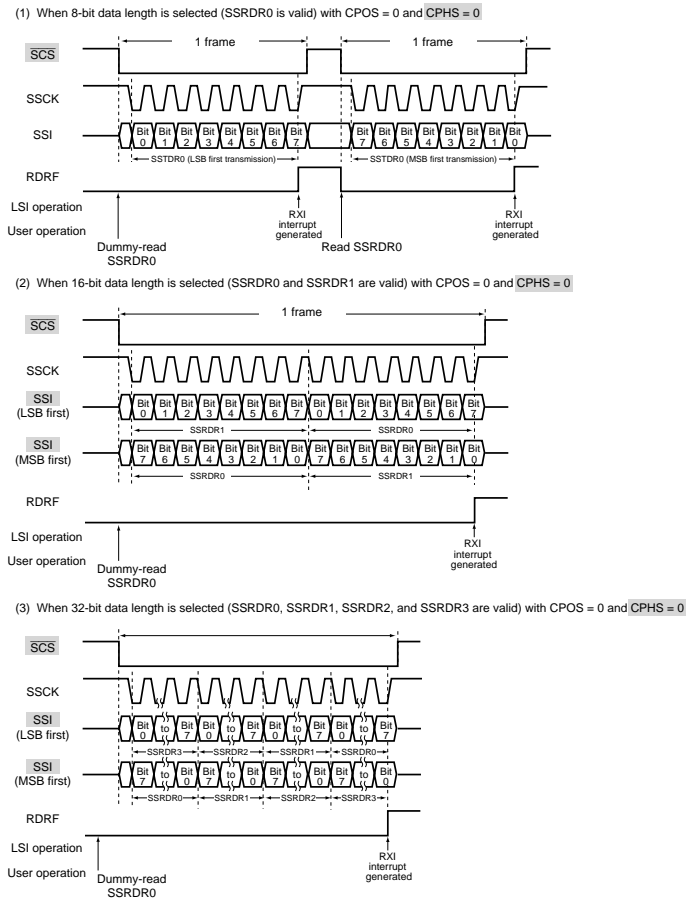 (1) When 8-bit data length is selected (SSRDR0 is valid) with CPOS = 0 and CPHS = 0
1 frame 1 frame
SCS
SSCK
SSI Bit 0 Bit 1 Bit 2 Bit 3 Bit 4 Bit 5 Bit 6 Bit 7 Bit 7 Bit 6 Bit 5 Bit 4 Bit 3 Bit 2 Bit 1 Bit 0
SSTDR0 (LSB first transmission) SSTDR0 (MSB first transmission)
RDRF
LSI operation RXI interrupt generated RXI interrupt generated
User operation Dummy-read SSRDR0 Read SSRDR0
(2) When 16-bit data length is selected (SSRDR0 and SSRDR1 are valid) with CPOS = 0 and CPHS = 0
1 frame
SCS
SSCK
SSI (LSB first) Bit 0 Bit 1 Bit 2 Bit 3 Bit 4 Bit 5 Bit 6 Bit 7 Bit 0 Bit 1 Bit 2 Bit 3 Bit 4 Bit 5 Bit 6 Bit 7
SSRDR1 SSRDR0
SSI (MSB first) Bit 7 Bit 6 Bit 5 Bit 4 Bit 3 Bit 2 Bit 1 Bit 0 Bit 7 Bit 6 Bit 5 Bit 4 Bit 3 Bit 2 Bit 1 Bit 0
SSRDR0 SSRDR1
RDRF
LSI operation RXI interrupt generated
User operation Dummy-read SSRDR0
(3) When 32-bit data length is selected (SSRDR0, SSRDR1, SSRDR2, and SSRDR3 are valid) with CPOS = 0 and CPHS = 0
SCS
SSCK
SSI (LSB first) Bit 0 to Bit 7 Bit 0 to Bit 7 Bit 0 to Bit 7 Bit 0 to Bit 7
SSRDR3 SSRDR2 SSRDR1 SSRDR0
SSI (MSB first) Bit 7 to Bit 0 Bit 7 to Bit 0 Bit 7 to Bit 0 Bit 7 to Bit 0
SSRDR0 SSRDR1 SSRDR2 SSRDR3
RDRF
LSI operation RXI interrupt generated
User operation Dummy-read SSRDR0